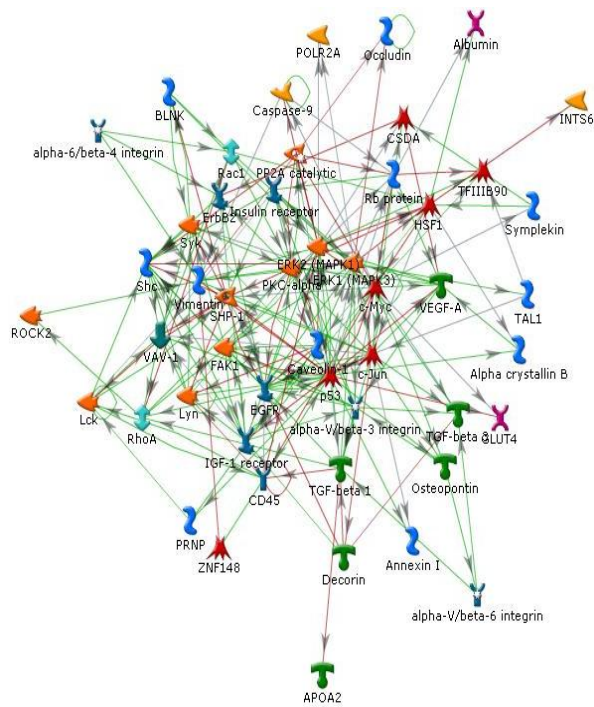 POLR2A
Occludin
Albumin
Caspase-9
INTS6
BLNK
CSDA
alpha-6/beta-4 integrin
Rac1
PP2A catalytic
TFIIIB90
Rb protein
ErbB2
Insulin receptor
HSF1
Symplekin
Syk
ERK2 (MAPK1)
ERK1 (MAPK3)
Shc
PKC-alpha
Vimentin
SHP-1
c-Myc
VEGF-A
TAL1
ROCK2
VAV-1
FAK1
Caveolin-1
c-Jun
Alpha crystallin B
p53
Lck
Lyn
EGFR
RhoA
alpha-V/beta-3 integrin
TGF-beta
GLUT4
IGF-1 receptor
CD45
TGF-beta 1
Osteopontin
PRNP
ZNF148
Decorin
Annexin I
alpha-V/beta-6 integrin
APOA2